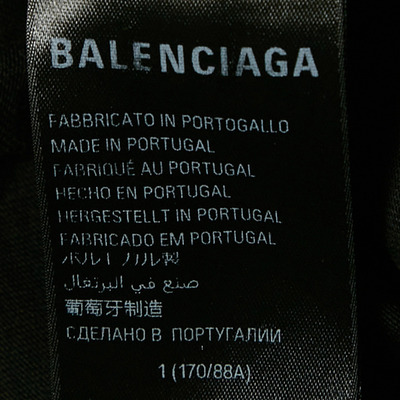 BALENCIAGA
FABBRICATO IN PORTOGALLO
MADE IN PORTUGAL
FABRIQUÉ AU PORTUGAL
HECHO EN PORTUGAL
HERGESTELLT IN PORTUGAL
FABRICADO EM PORTUGAL
ポルトガル製
صنع في البرتغال
葡萄牙制造
СДЕЛАНО В ПОРТУГАЛИИ
1 (170/88A)